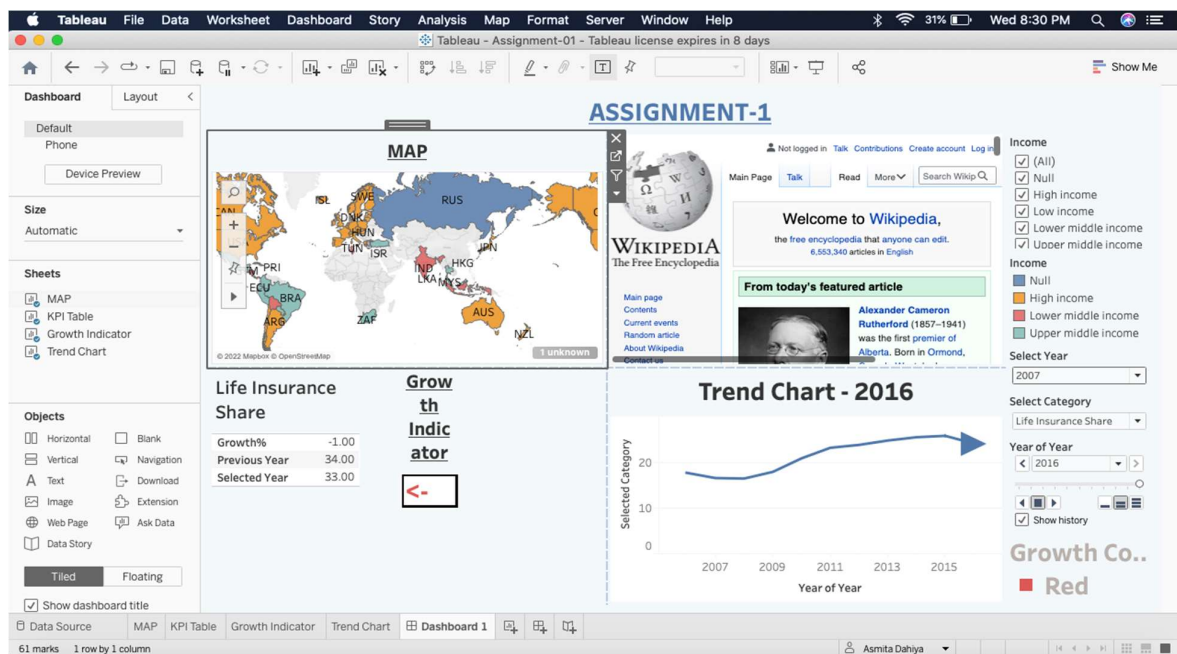 Tableau File Data Worksheet Dashboard Story Analysis Map Format Server Window Help 31% Wed 8:30 PM
Tableau - Assignment-01 - Tableau license expires in 8 days
Show Me
Dashboard Layout
Default
Phone
Device Preview
Size
Automatic
Sheets
MAP
KPI Table
Growth Indicator
Trend Chart
Objects
Horizontal Blank
Vertical Navigation
A Text Download
Image Extension
Web Page Ask Data
Data Story
Tiled Floating
Show dashboard title
ASSIGNMENT-1
MAP
ISL SWE RUS
DNK
HUN
TUN ISR JPN
PRI IND HKG
ECU LKA MYS
BRA
ARG ZAF AUS
NZL
© 2022 Mapbox © OpenStreetMap
1 unknown
Not logged in Talk Contributions Create account Log in
Main Page Talk Read More Search Wikip
WIKIPEDIA
The Free Encyclopedia
Main page
Contents
Current events
Random article
About Wikipedia
Contact us
Welcome to Wikipedia,
the free encyclopedia that anyone can edit.
6,553,340 articles in English
From today's featured article
Alexander Cameron
Rutherford (1857–1941)
was the first premier of
Alberta. Born in Ormond,
Life Insurance
Share
Growth% -1.00
Previous Year 34.00
Selected Year 33.00
Grow
th
Indic
ator
<-
Trend Chart - 2016
Selected Category
20
10
0
2007 2009 2011 2013 2015
Year of Year
Income
(All)
Null
High income
Low income
Lower middle income
Upper middle income
Income
Null
High income
Lower middle income
Upper middle income
Select Year
2007
Select Category
Life Insurance Share
Year of Year
2016
Show history
Growth Co..
Red
Data Source MAP KPI Table Growth Indicator Trend Chart Dashboard 1
61 marks 1 row by 1 column
Asmita Dahiya